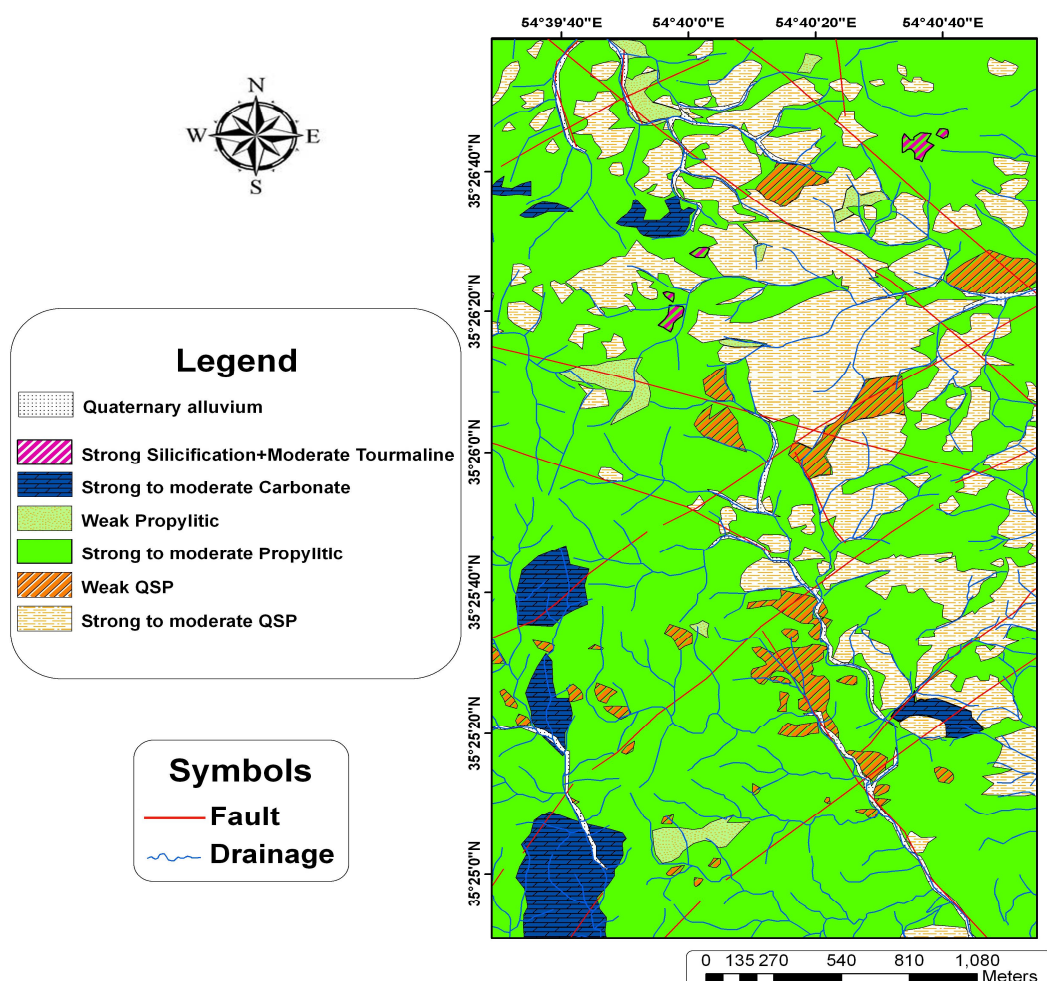 54°39'40"E 54°40'0"E 54°40'20"E 54°40'40"E
N
W E
S
35°26'40"N
35°26'20"N
35°26'0"N
35°25'40"N
35°25'20"N
35°25'0"N
Legend
Quaternary alluvium
Strong Silicification+Moderate Tourmaline
Strong to moderate Carbonate
Weak Propylitic
Strong to moderate Propylitic
Weak QSP
Strong to moderate QSP
Symbols
Fault
Drainage
0 135 270 540 810 1,080
Meters